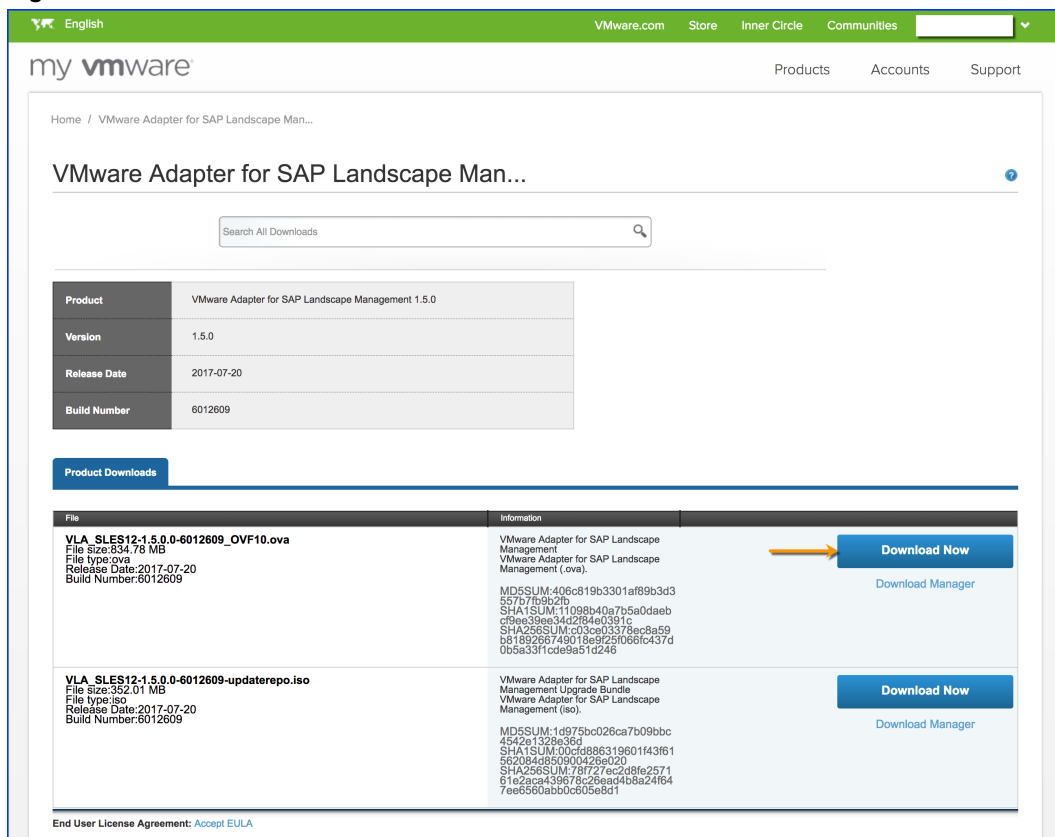 English
VMware.com Store Inner Circle Communities
my vmware
Products Accounts Support
Home / VMware Adapter for SAP Landscape Man...
VMware Adapter for SAP Landscape Man...
?
Search All Downloads
Product VMware Adapter for SAP Landscape Management 1.5.0
Version 1.5.0
Release Date 2017-07-20
Build Number 6012609
Product Downloads
File Information
VLA_SLES12-1.5.0.0-6012609_OVF10.ova
File size:834.78 MB
File type:ova
Release Date:2017-07-20
Build Number:6012609
VMware Adapter for SAP Landscape
Management
VMware Adapter for SAP Landscape
Management (.ova).
MD5SUM:406c819b3301af89b3d3
557b7fb9b2fb
SHA1SUM:11098b40a7b5a0daeb
cf9ee39ee34d2f84e0391c
SHA256SUM:c03ce03378ec8a59
b8189266749018e9f25f066fc437d
0b5a33f1cde9a51d246
Download Now
Download Manager
VLA_SLES12-1.5.0.0-6012609-updaterepo.iso
File size:352.01 MB
File type:iso
Release Date:2017-07-20
Build Number:6012609
VMware Adapter for SAP Landscape
Management Upgrade Bundle
VMware Adapter for SAP Landscape
Management (iso).
MD5SUM:1d975bc026ca7b09bbc
4542e1328e36d
SHA1SUM:00cfd886319601f43f61
562084d850900426e020
SHA256SUM:78f727ec2d8fe2571
61e2aca439678c26ead4b8a24f64
7ee6560abb0c605e8d1
Download Now
Download Manager
End User License Agreement: Accept EULA